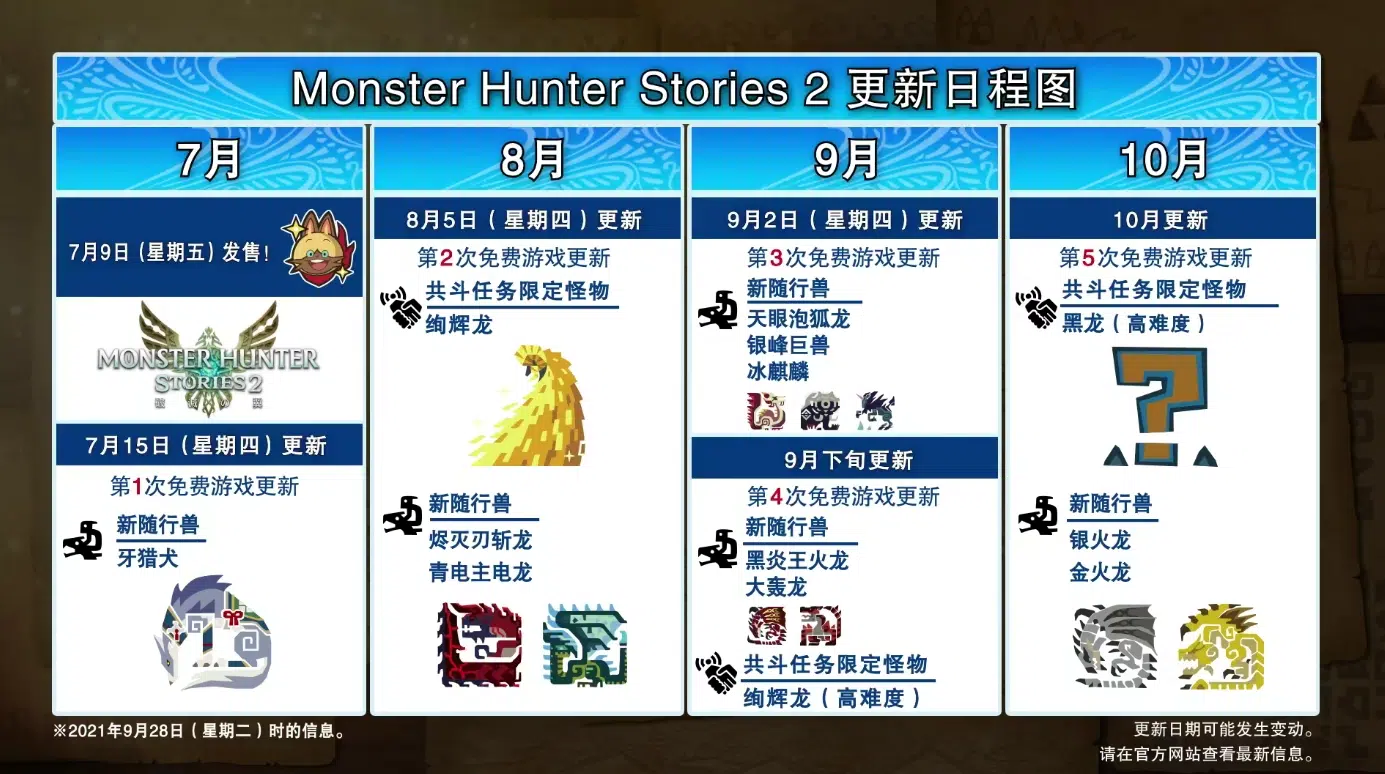 Monster Hunter Stories 2 更新日程图
7月
7月9日（星期五）发售！
MONSTER HUNTER
STORIES 2
7月15日（星期四）更新
第1次免费游戏更新
新随行兽
牙猎犬
8月
8月5日（星期四）更新
第2次免费游戏更新
共斗任务限定怪物
绚辉龙
新随行兽
烬灭刃斩龙
青电主电龙
9月
9月2日（星期四）更新
第3次免费游戏更新
新随行兽
天眼泡狐龙
银峰巨兽
冰麒麟
9月下旬更新
第4次免费游戏更新
新随行兽
黑炎王火龙
大轰龙
共斗任务限定怪物
绚辉龙（高难度）
10月
10月更新
第5次免费游戏更新
共斗任务限定怪物
黑龙（高难度）
新随行兽
银火龙
金火龙
※2021年9月28日（星期二）时的信息。
更新日期可能发生变动。
请在官方网站查看最新信息。